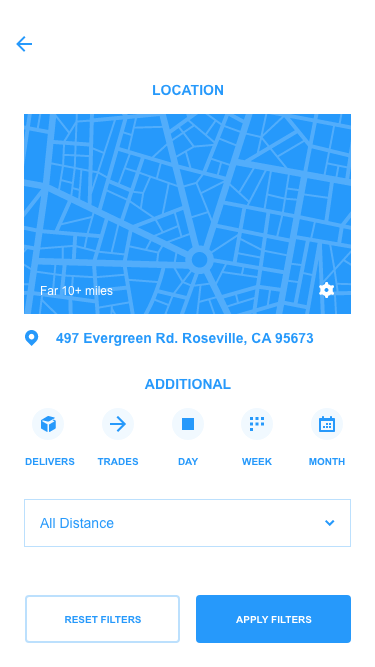 LOCATION
Far 10+ miles
497 Evergreen Rd. Roseville, CA 95673
ADDITIONAL
DELIVERS TRADES DAY WEEK MONTH
All Distance
RESET FILTERS APPLY FILTERS